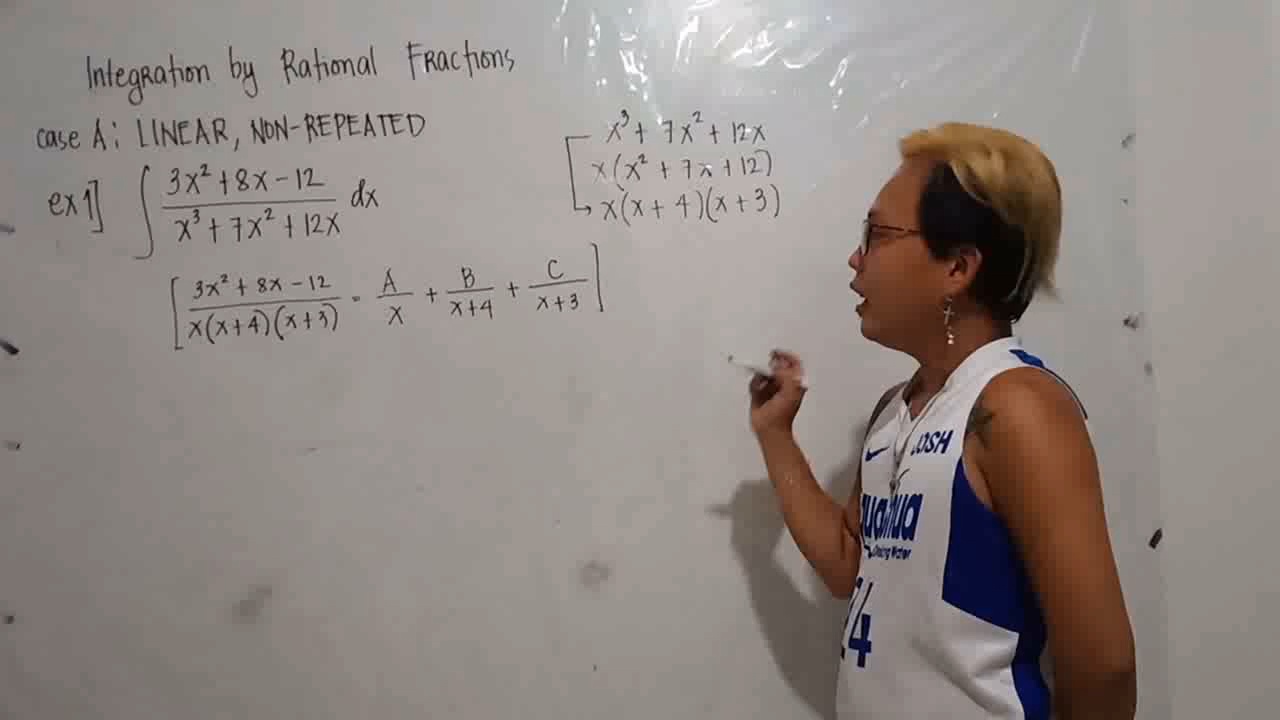 Integration by Rational Fractions
case A: LINEAR, NON-REPEATED
ex 1] ∫ (3x² + 8x - 12)/(x³ + 7x² + 12x) dx
[(3x² + 8x - 12)/(x(x+4)(x+3)) = A/x + B/(x+4) + C/(x+3)]
x³ + 7x² + 12x
x(x² + 7x + 12)
x(x + 4)(x + 3)
OSH